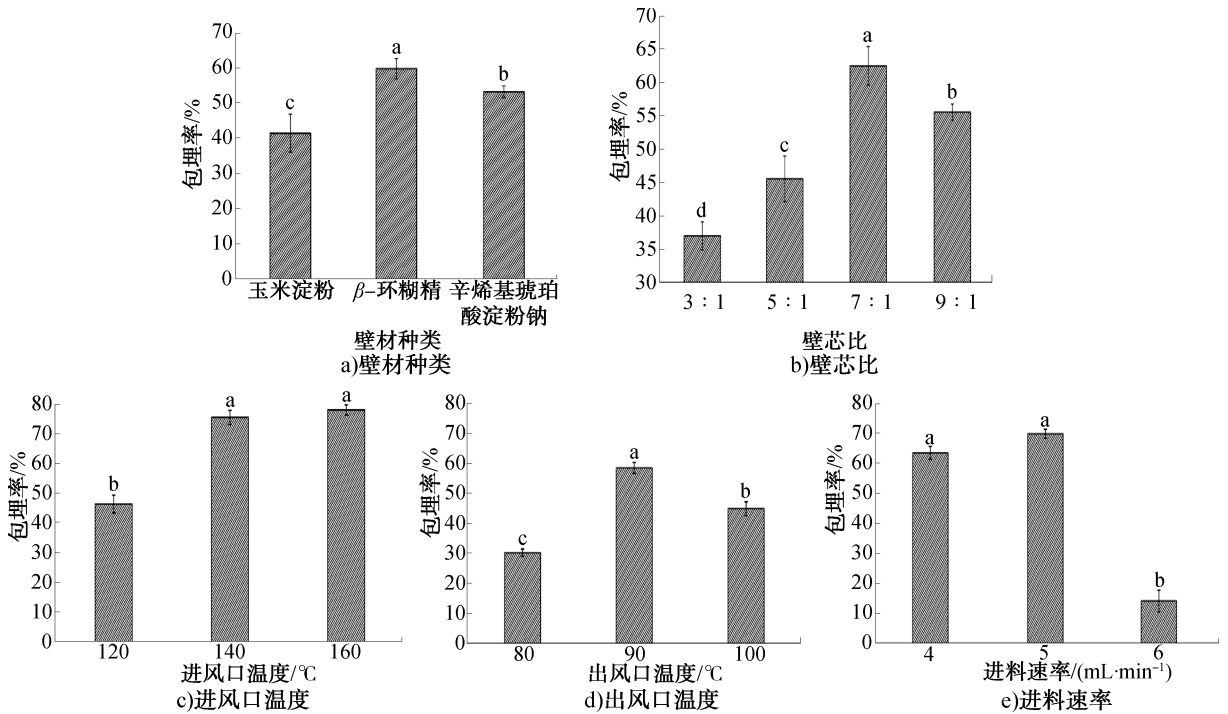 包埋率/%
70
60
50
40
30
20
10
0
c
a
b
玉米淀粉
β-环糊精
辛烯基琥珀
酸淀粉钠
壁材种类
a)壁材种类
包埋率/%
70
65
60
55
50
45
40
35
30
d
c
a
b
3：1
5：1
7：1
9：1
壁芯比
b)壁芯比
包埋率/%
80
70
60
50
40
30
20
10
0
b
a
a
120
140
160
进风口温度/℃
c)进风口温度
包埋率/%
80
70
60
50
40
30
20
10
0
c
a
b
80
90
100
出风口温度/℃
d)出风口温度
包埋率/%
80
70
60
50
40
30
20
10
0
a
a
b
4
5
6
进料速率/(mL·min⁻¹)
e)进料速率